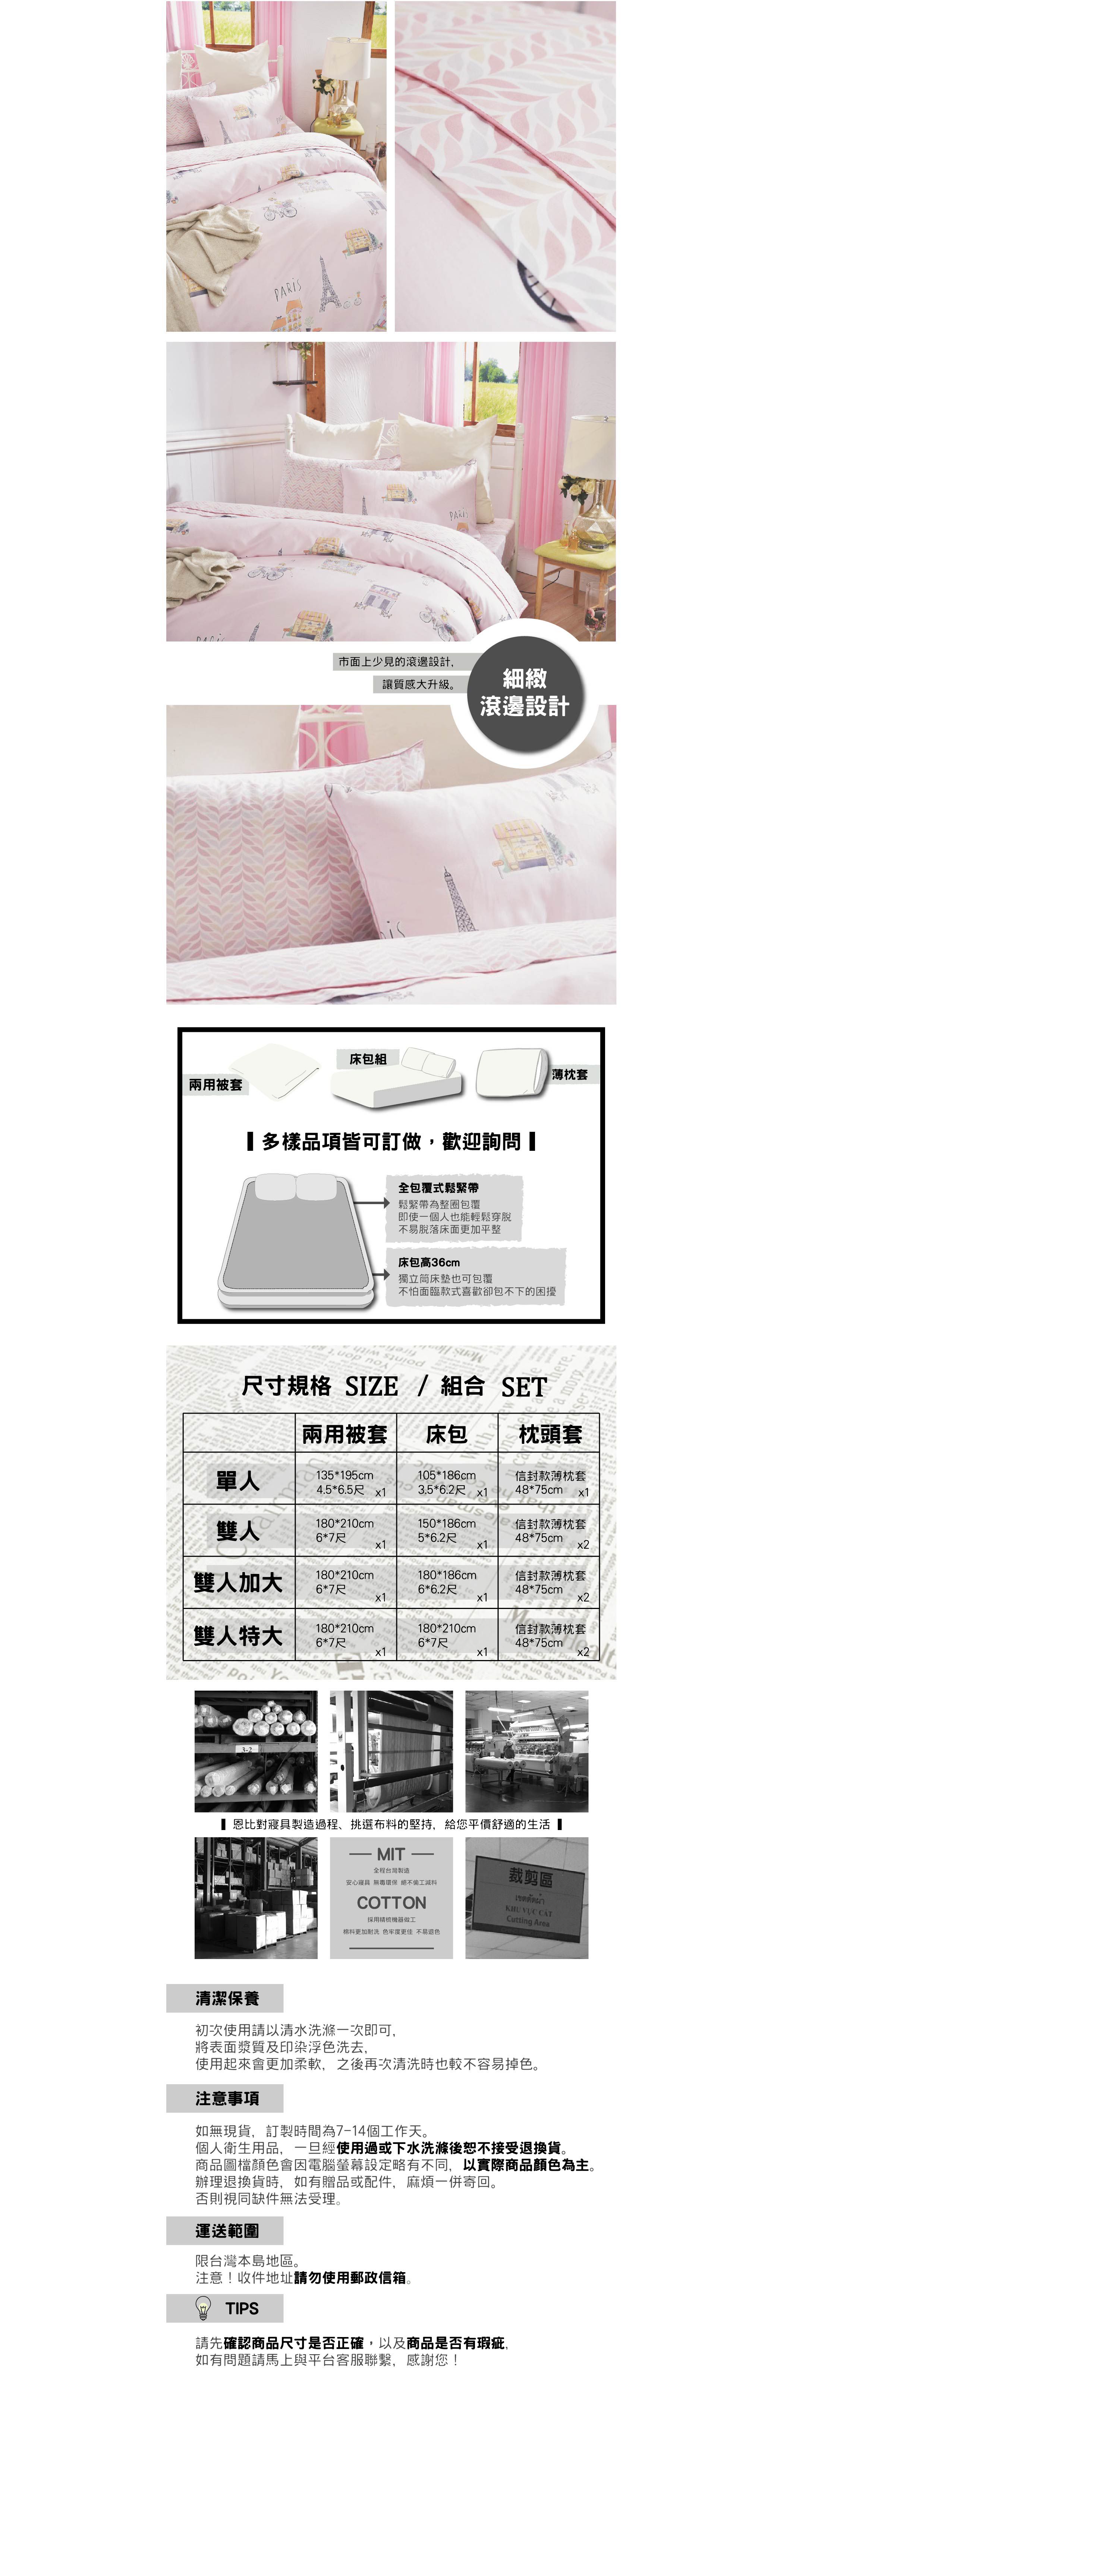 PARIS
PARIS
市面上少見的滾邊設計,
讓質感大升級。
細緻
滾邊設計
兩用被套
床包組
薄枕套
多樣品項皆可訂做,歡迎詢問
全包覆式鬆緊帶
鬆緊帶為整圈包覆
即使一個人也能輕鬆穿脫
不易脫落床面更加平整
床包高36cm
獨立筒床墊也可包覆
不怕面臨款式喜歡卻包不下的困擾
尺寸規格 SIZE / 組合 SET
兩用被套 床包 枕頭套
單人 135*195cm 4.5*6.5尺 x1 105*186cm 3.5*6.2尺 x1 信封款薄枕套 48*75cm x1
雙人 180*210cm 6*7尺 x1 150*186cm 5*6.2尺 x1 信封款薄枕套 48*75cm x2
雙人加大 180*210cm 6*7尺 x1 180*186cm 6*6.2尺 x1 信封款薄枕套 48*75cm x2
雙人特大 180*210cm 6*7尺 x1 180*210cm 6*7尺 x1 信封款薄枕套 48*75cm x2
3-2
恩比對寢具製造過程、挑選布料的堅持,給您平價舒適的生活
MIT
全程台灣製造
安心寢具 無毒環保 絕不偷工減料
COTTON
採用精梳機器做工
棉料更加耐洗 色牢度更佳 不易退色
裁剪區
เขตตัดผ้า
KHU VỰC CẮT
Cutting Area
清潔保養
初次使用請以清水洗滌一次即可,
將表面漿質及印染浮色洗去,
使用起來會更加柔軟,之後再次清洗時也較不容易掉色。
注意事項
如無現貨,訂製時間為7-14個工作天。
個人衛生用品,一旦經使用過或下水洗滌後恕不接受退換貨。
商品圖檔顏色會因電腦螢幕設定略有不同,以實際商品顏色為主。
辦理退換貨時,如有贈品或配件,麻煩一併寄回。
否則視同缺件無法受理。
運送範圍
限台灣本島地區。
注意!收件地址請勿使用郵政信箱。
TIPS
請先確認商品尺寸是否正確,以及商品是否有瑕疵,
如有問題請馬上與平台客服聯繫,感謝您!